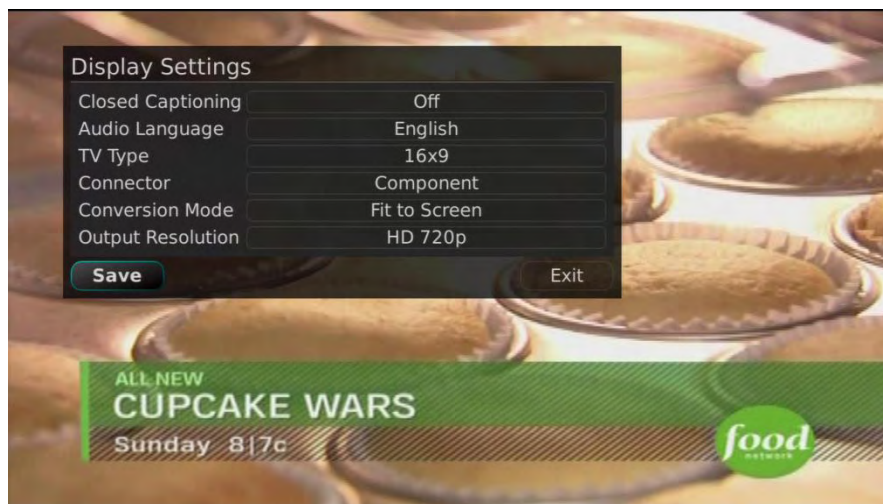 Display Settings
Closed Captioning Off
Audio Language English
TV Type 16x9
Connector Component
Conversion Mode Fit to Screen
Output Resolution HD 720p
Save Exit
ALL NEW
CUPCAKE WARS
Sunday 8|7c
food
network